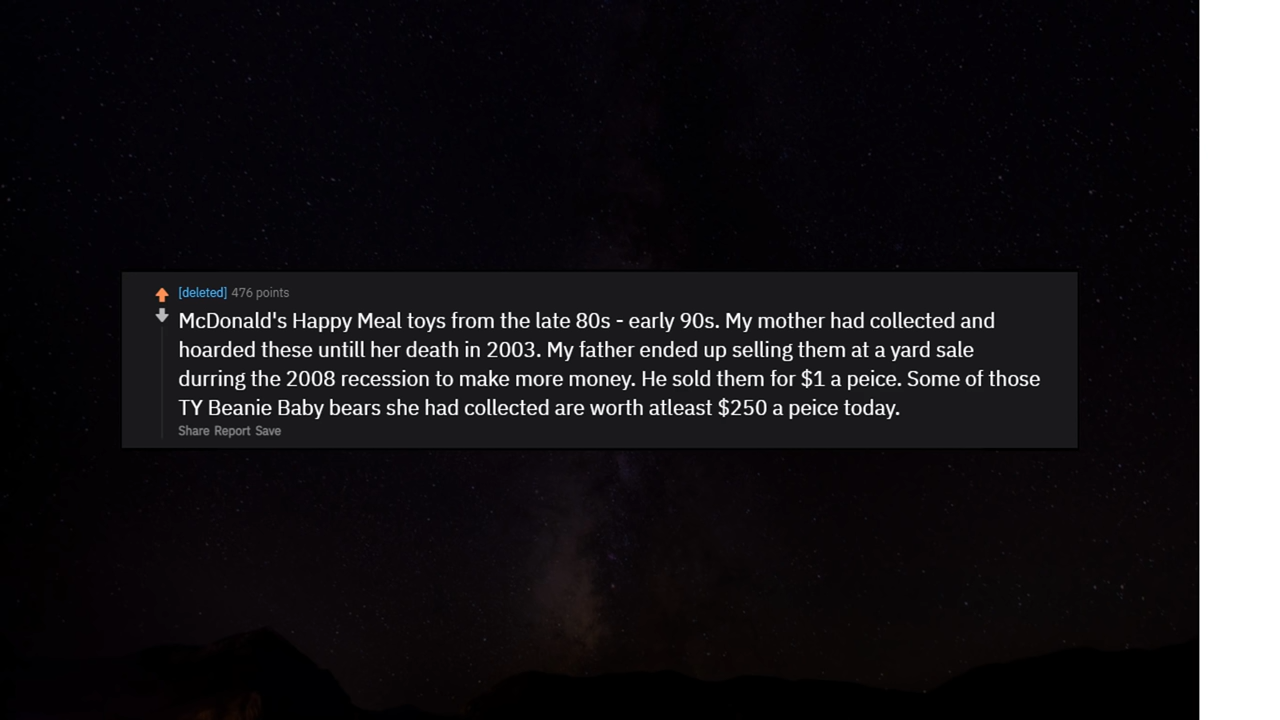 [deleted] 476 points
McDonald's Happy Meal toys from the late 80s - early 90s. My mother had collected and
hoarded these untill her death in 2003. My father ended up selling them at a yard sale
durring the 2008 recession to make more money. He sold them for $1 a peice. Some of those
TY Beanie Baby bears she had collected are worth atleast $250 a peice today.
Share Report Save